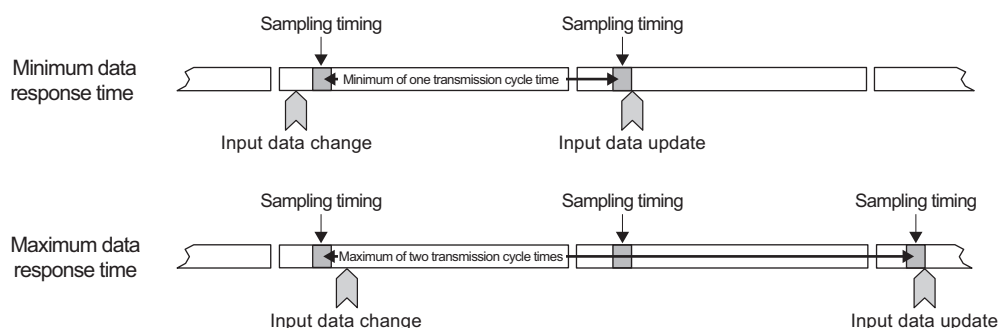 Sampling timing
Sampling timing
Minimum data
response time
Minimum of one transmission cycle time
Input data change
Input data update
Sampling timing
Sampling timing
Sampling timing
Maximum data
response time
Maximum of two transmission cycle times
Input data change
Input data update